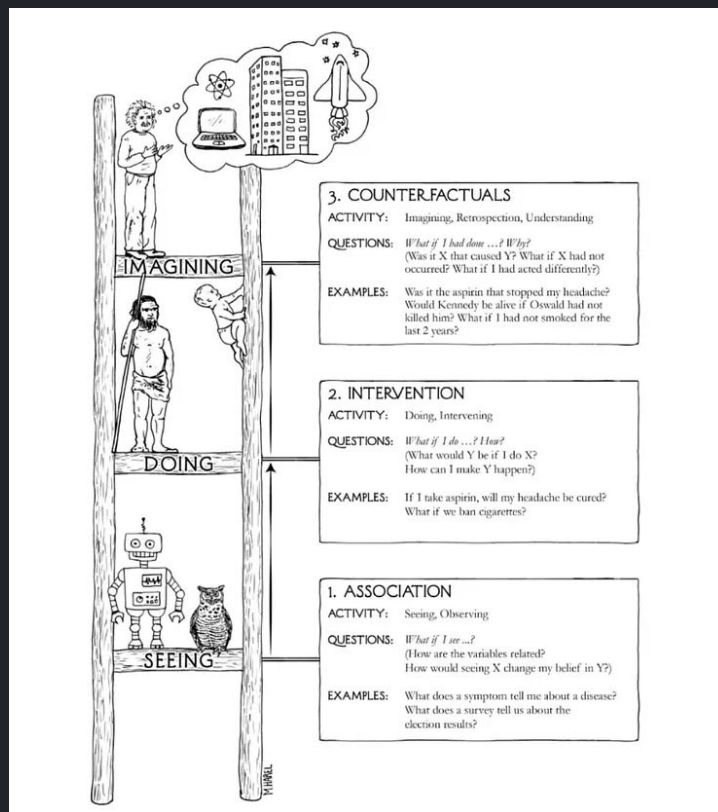 3. COUNTERFACTUALS
ACTIVITY: Imagining, Retrospection, Understanding
QUESTIONS: What if I had done …? Why?
(Was it X that caused Y? What if X had not
occurred? What if I had acted differently?)
EXAMPLES: Was it the aspirin that stopped my headache?
Would Kennedy be alive if Oswald had not
killed him? What if I had not smoked for the
last 2 years?
IMAGINING
2. INTERVENTION
ACTIVITY: Doing, Intervening
QUESTIONS: What if I do …? How?
(What would Y be if I do X?
How can I make Y happen?)
EXAMPLES: If I take aspirin, will my headache be cured?
What if we ban cigarettes?
DOING
1. ASSOCIATION
ACTIVITY: Seeing, Observing
QUESTIONS: What if I see ...?
(How are the variables related?
How would seeing X change my belief in Y?)
EXAMPLES: What does a symptom tell me about a disease?
What does a survey tell us about the
election results?
SEEING
M.HAREL